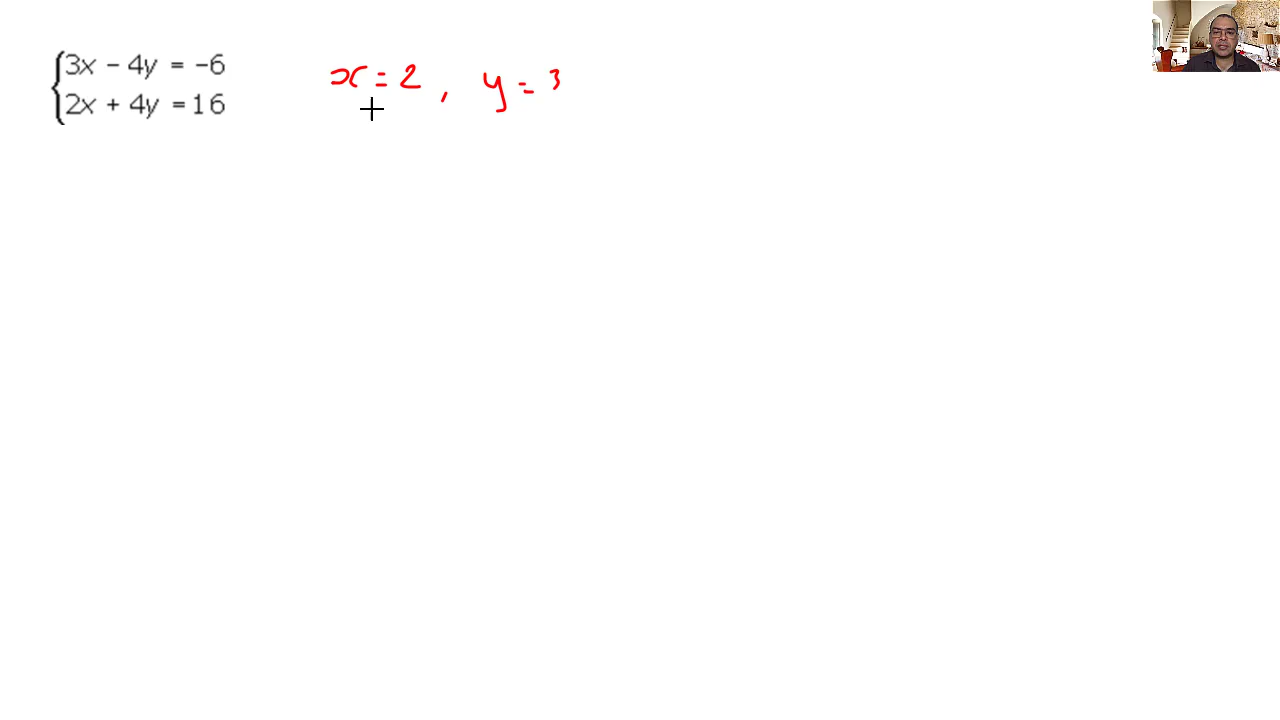 3x − 4y = −6
2x + 4y = 16
x = 2 , y = 3